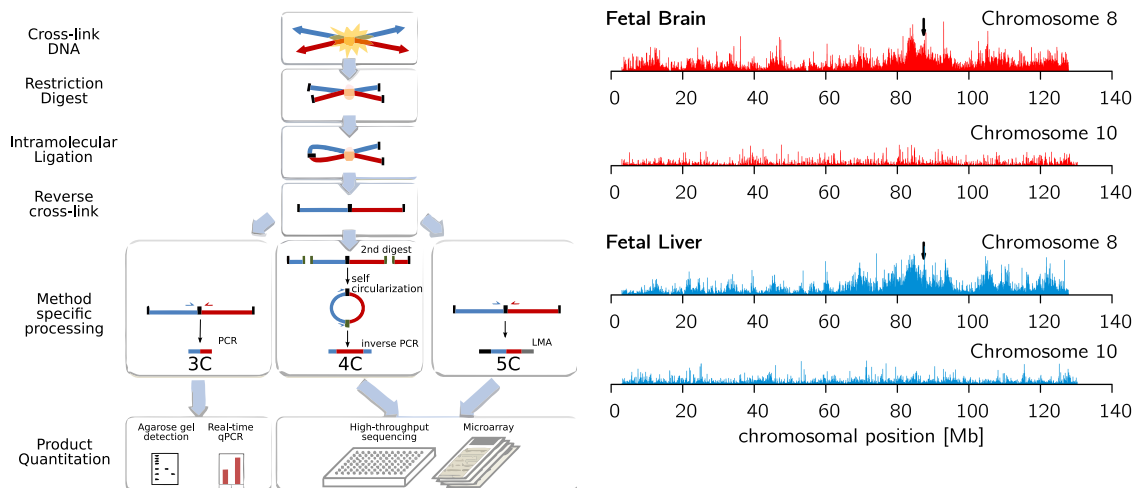 Cross-link
DNA
Restriction
Digest
Intramolecular
Ligation
Reverse
cross-link
Method
specific
processing
PCR
3C
2nd digest
self
circularization
inverse PCR
4C
LMA
5C
Product
Quantitation
Agarose gel
detection
Real-time
qPCR
High-throughput
sequencing
Microarray
Fetal Brain
Chromosome 8
0 20 40 60 80 100 120 140
Chromosome 10
0 20 40 60 80 100 120 140
Fetal Liver
Chromosome 8
0 20 40 60 80 100 120 140
Chromosome 10
0 20 40 60 80 100 120 140
chromosomal position [Mb]